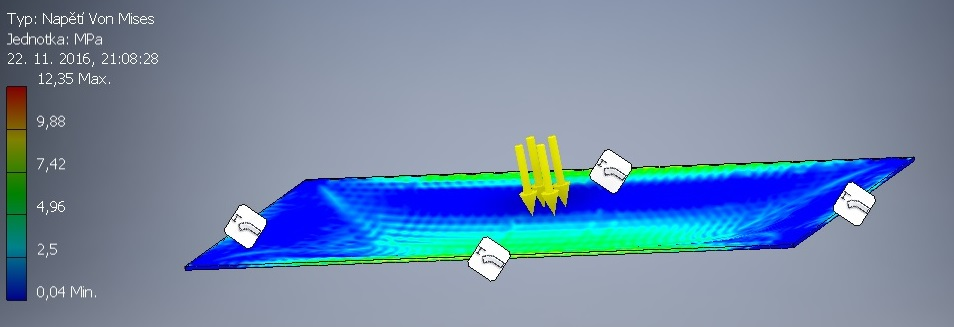 Typ: Napětí Von Mises
Jednotka: MPa
22. 11. 2016, 21:08:28
12,35 Max.
9,88
7,42
4,96
2,5
0,04 Min.